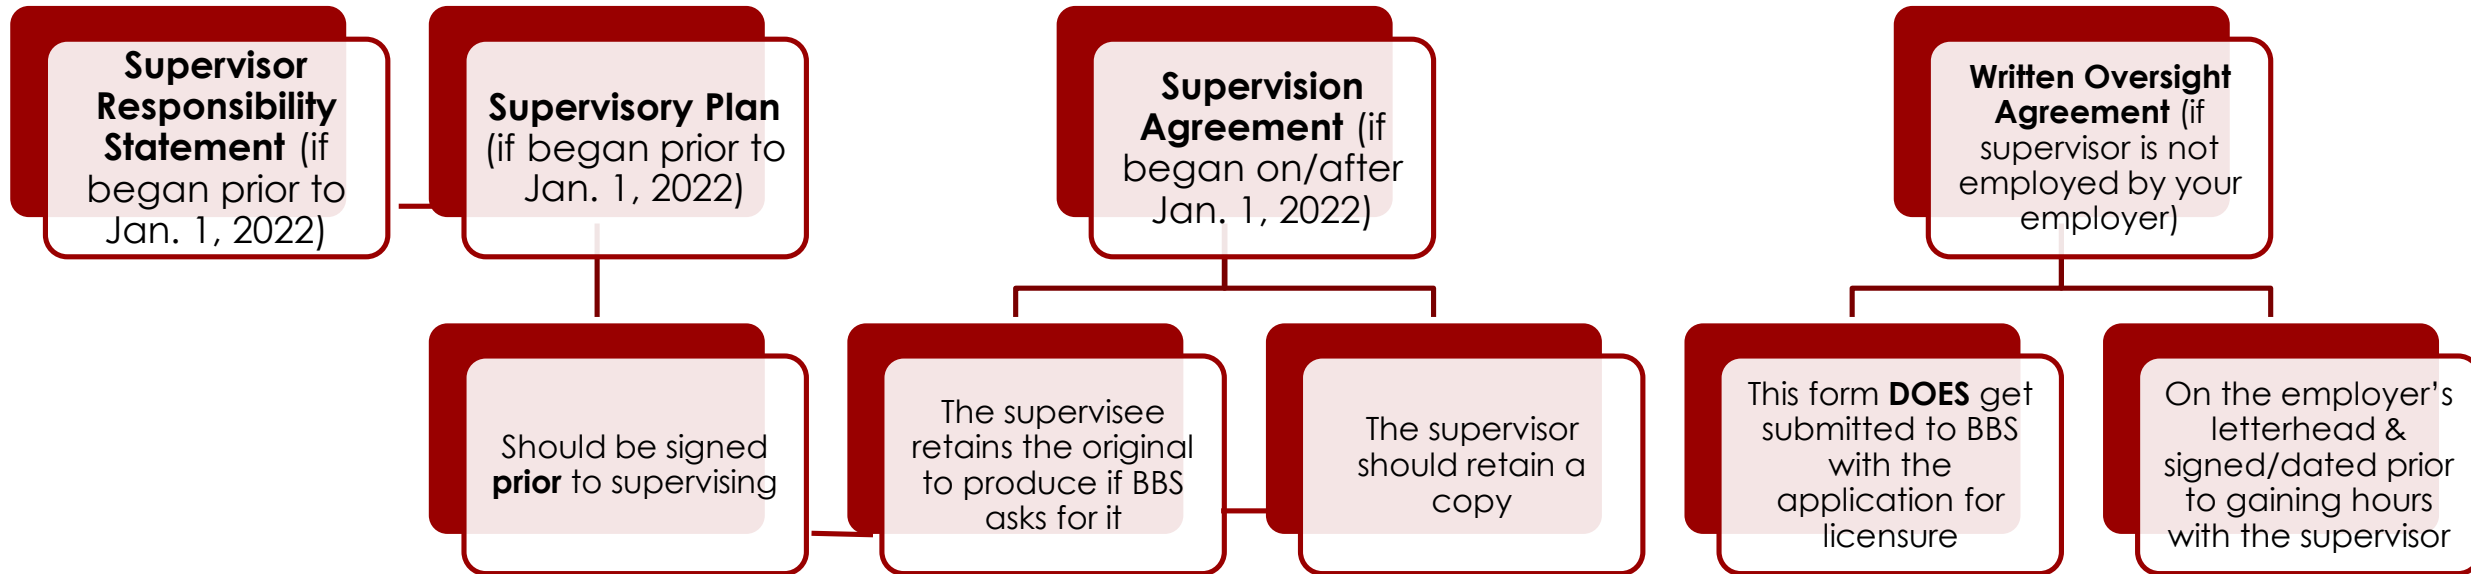 Supervisor
Responsibility
Statement (if
began prior to
Jan. 1, 2022)
Supervisory Plan
(if began prior to
Jan. 1, 2022)
Supervision
Agreement (if
began on/after
Jan. 1, 2022)
Written Oversight
Agreement (if
supervisor is not
employed by your
employer)
Should be signed
prior to supervising
The supervisee
retains the original
to produce if BBS
asks for it
The supervisor
should retain a
copy
This form DOES get
submitted to BBS
with the
application for
licensure
On the employer’s
letterhead &
signed/dated prior
to gaining hours
with the supervisor